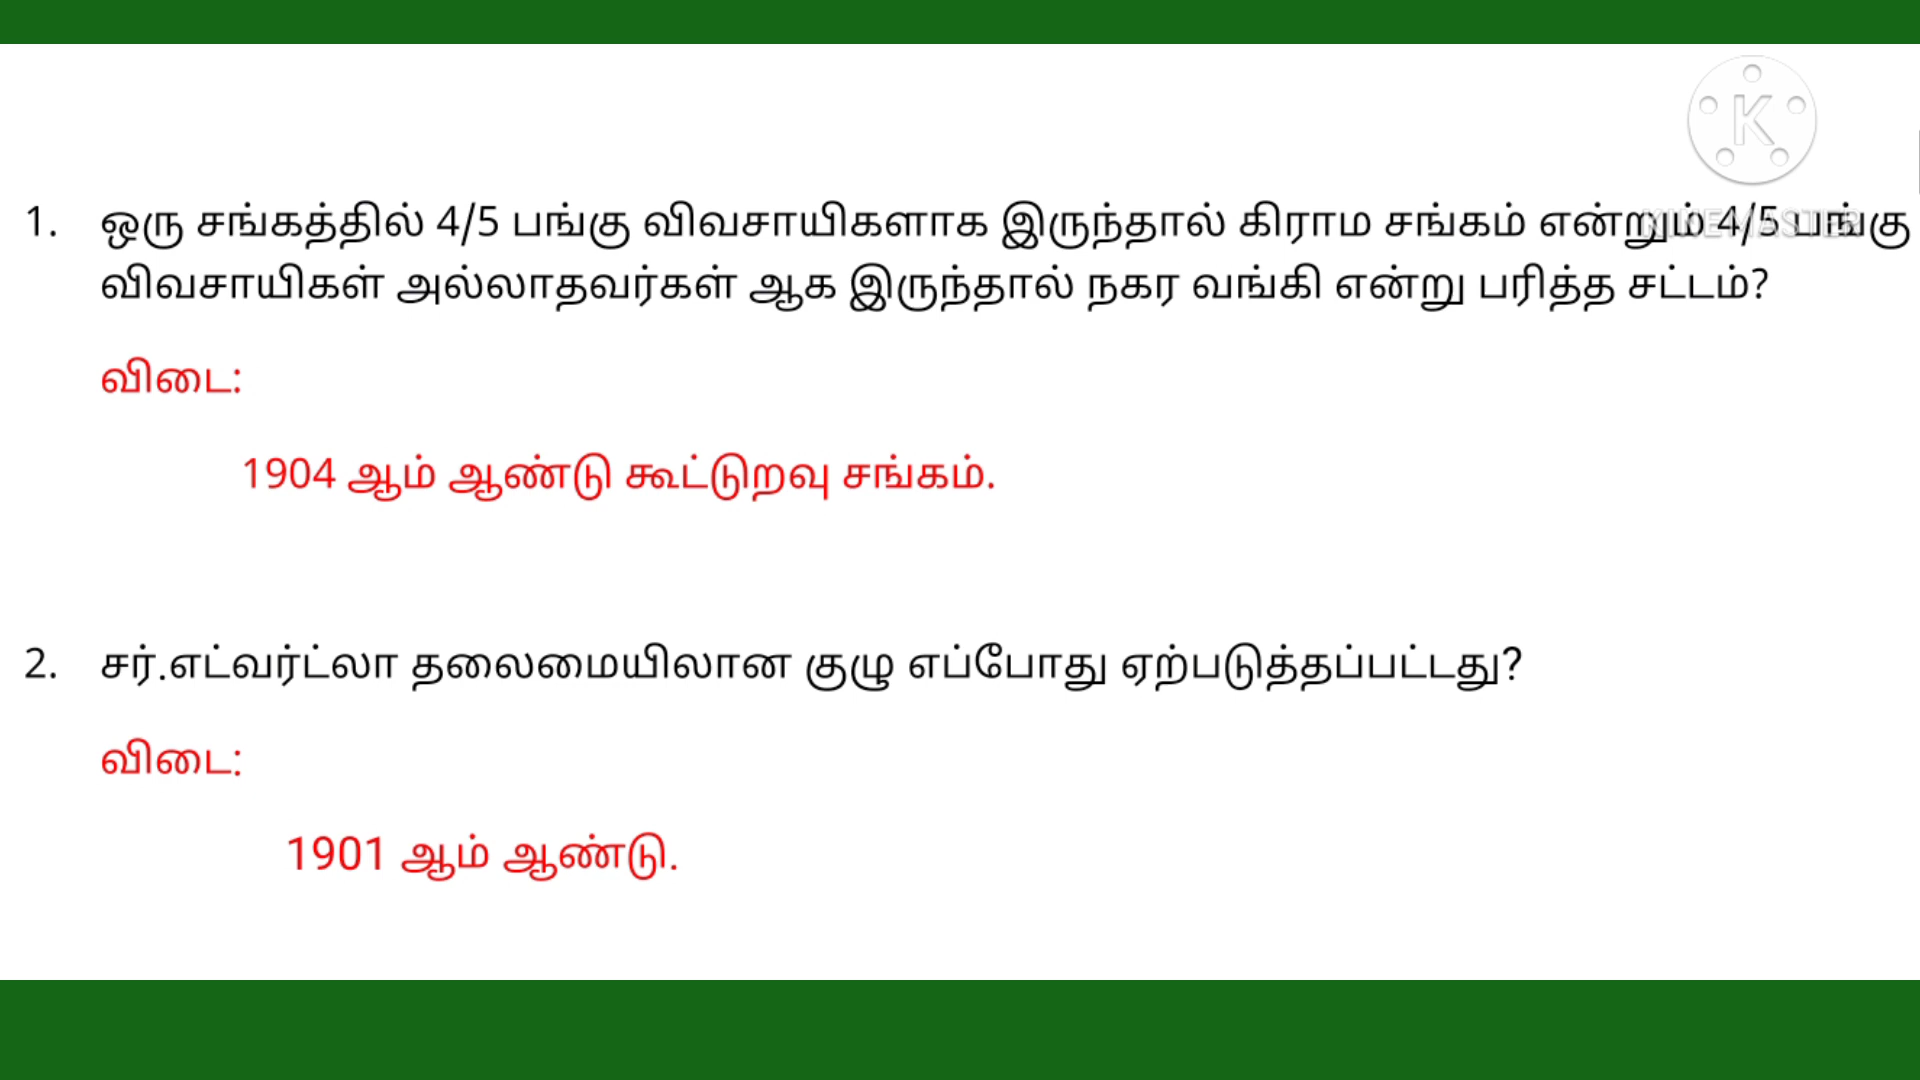 K
KINEMASTER
1. ஒரு சங்கத்தில் 4/5 பங்கு விவசாயிகளாக இருந்தால் கிராம சங்கம் என்றும் 4/5 பங்கு
விவசாயிகள் அல்லாதவர்கள் ஆக இருந்தால் நகர வங்கி என்று பரித்த சட்டம்?
விடை:
1904 ஆம் ஆண்டு கூட்டுறவு சங்கம்.
2. சர்.எட்வர்ட்லா தலைமையிலான குழு எப்போது ஏற்படுத்தப்பட்டது?
விடை:
1901 ஆம் ஆண்டு.